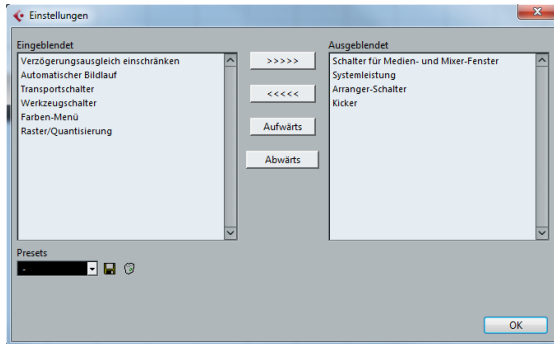 Einstellungen
Eingeblendet
Verzögerungsausgleich einschränken
Automatischer Bildlauf
Transportschalter
Werkzeugschalter
Farben-Menü
Raster/Quantisierung
>>>>>
<<<<<
Aufwärts
Abwärts
Ausgeblendet
Schalter für Medien- und Mixer-Fenster
Systemleistung
Arranger-Schalter
Kicker
Presets
-
OK